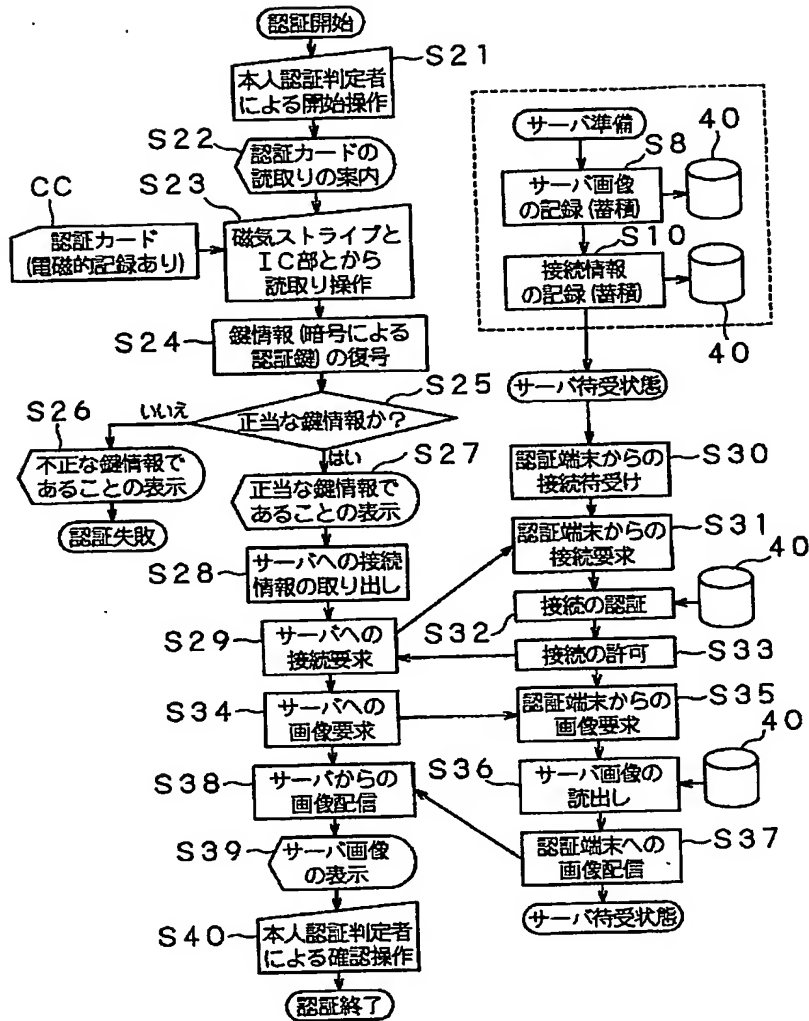 認証開始
S21
本人認証判定者
による開始操作
S22
認証カードの
読取りの案内
CC
S23
認証カード
(電磁的記録あり)
磁気ストライプと
IC部とから
読取り操作
S24
鍵情報(暗号による
認証鍵)の復号
S25
正当な鍵情報か?
いいえ
はい
S26
不正な鍵情報で
あることの表示
認証失敗
S27
正当な鍵情報で
あることの表示
S28
サーバへの接続
情報の取り出し
S29
サーバへの
接続要求
S34
サーバへの
画像要求
S38
サーバからの
画像配信
S39
サーバ画像
の表示
S40
本人認証判定者
による確認操作
認証終了
サーバ準備
S8
40
サーバ画像
の記録(蓄積)
S10
接続情報
の記録(蓄積)
40
サーバ待受状態
認証端末からの
接続待受け
S30
認証端末からの
接続要求
S31
40
接続の認証
S32
接続の許可
S33
認証端末からの
画像要求
S35
40
S36
サーバ画像の
読出し
認証端末への
画像配信
S37
サーバ待受状態